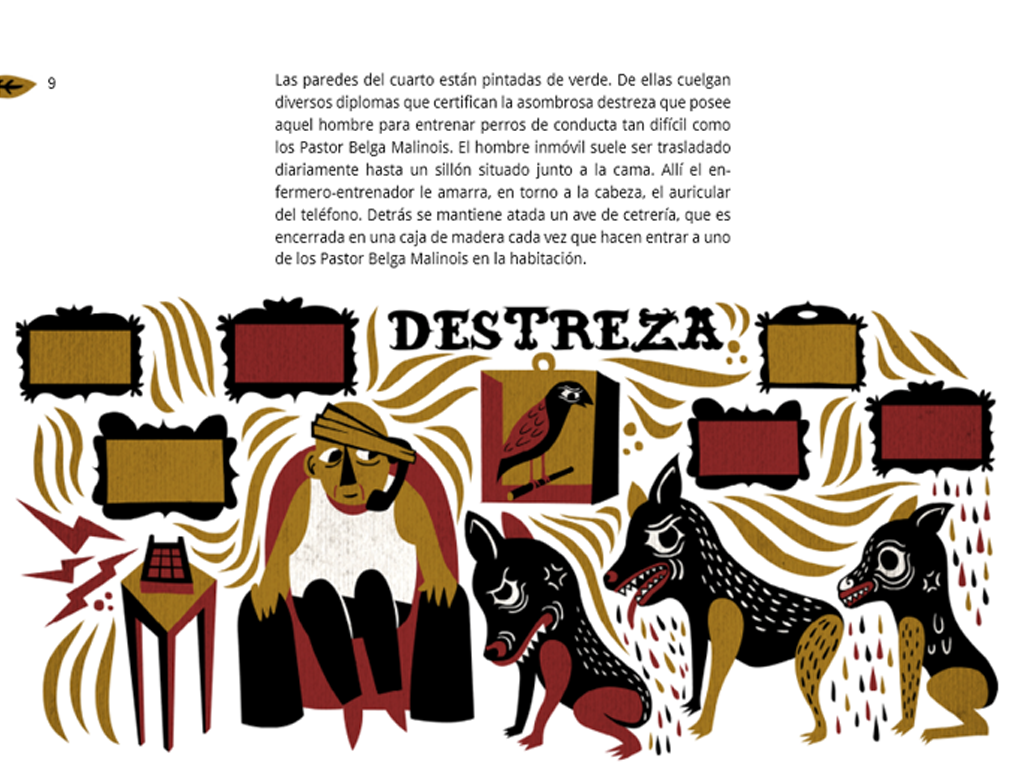 9
Las paredes del cuarto están pintadas de verde. De ellas cuelgan
diversos diplomas que certifican la asombrosa destreza que posee
aquel hombre para entrenar perros de conducta tan difícil como
los Pastor Belga Malinois. El hombre inmóvil suele ser trasladado
diariamente hasta un sillón situado junto a la cama. Allí el en-
fermero-entrenador le amarra, en torno a la cabeza, el auricular
del teléfono. Detrás se mantiene atada un ave de cetrería, que es
encerrada en una caja de madera cada vez que hacen entrar a uno
de los Pastor Belga Malinois en la habitación.
DESTREZA